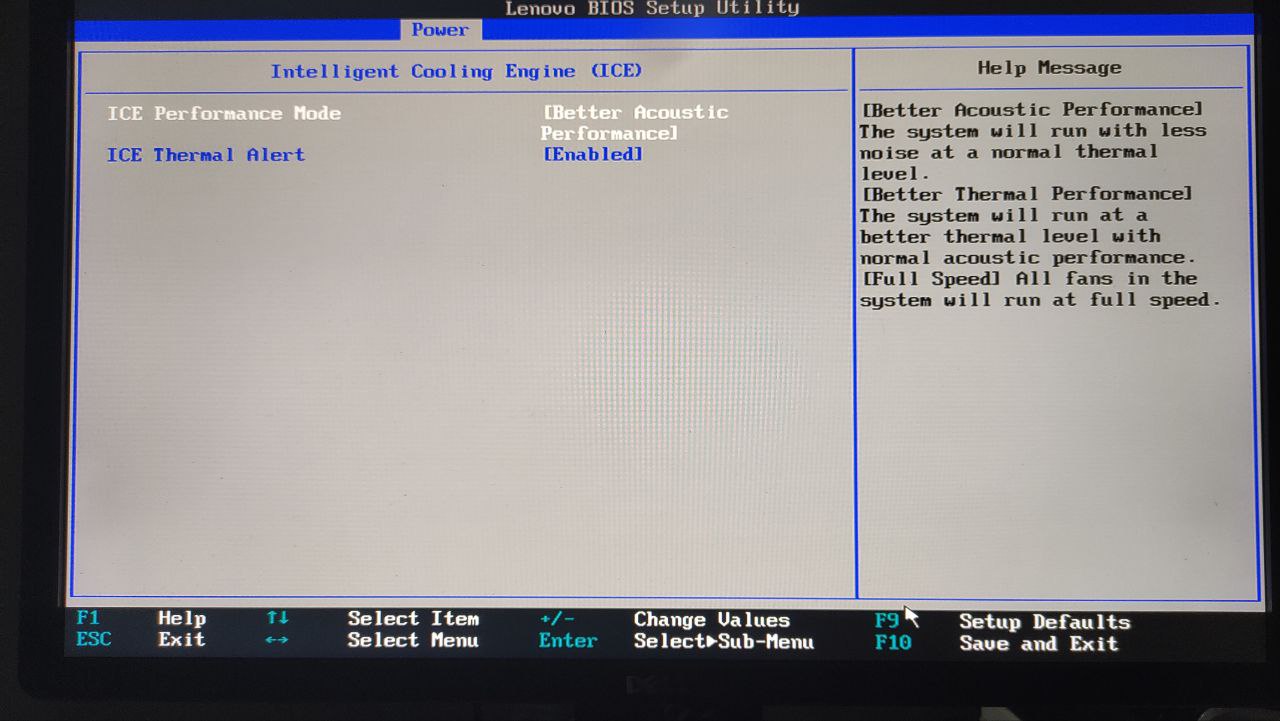 Lenovo BIOS Setup Utility
Power
Intelligent Cooling Engine (ICE)
ICE Performance Mode [Better Acoustic
Performance]
ICE Thermal Alert [Enabled]
Help Message
[Better Acoustic Performance]
The system will run with less
noise at a normal thermal
level.
[Better Thermal Performance]
The system will run at a
better thermal level with
normal acoustic performance.
[Full Speed] All fans in the
system will run at full speed.
F1 Help ↑↓ Select Item +/- Change Values F9 Setup Defaults
ESC Exit ←→ Select Menu Enter Select▶Sub-Menu F10 Save and Exit